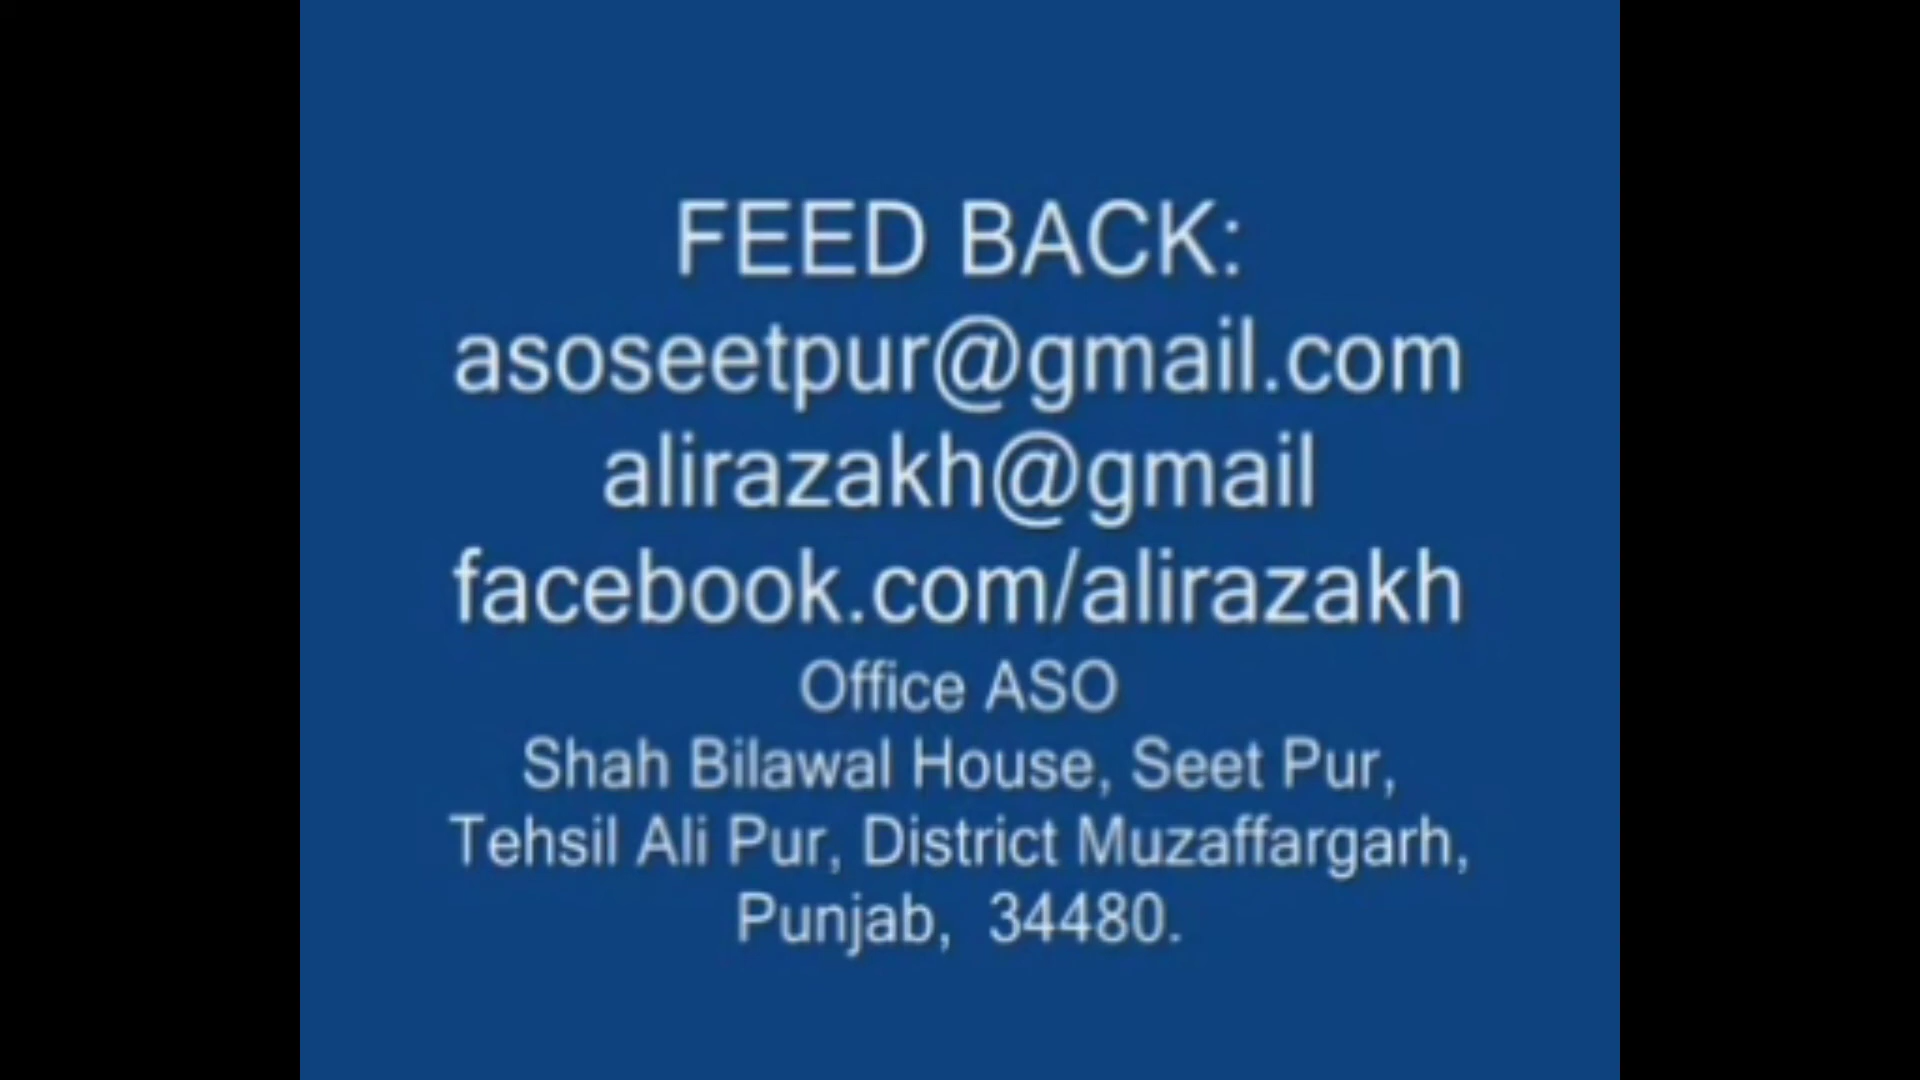 FEED BACK:
asoseetpur@gmail.com
alirazakh@gmail
facebook.com/alirazakh
Office ASO
Shah Bilawal House, Seet Pur,
Tehsil Ali Pur, District Muzaffargarh,
Punjab, 34480.